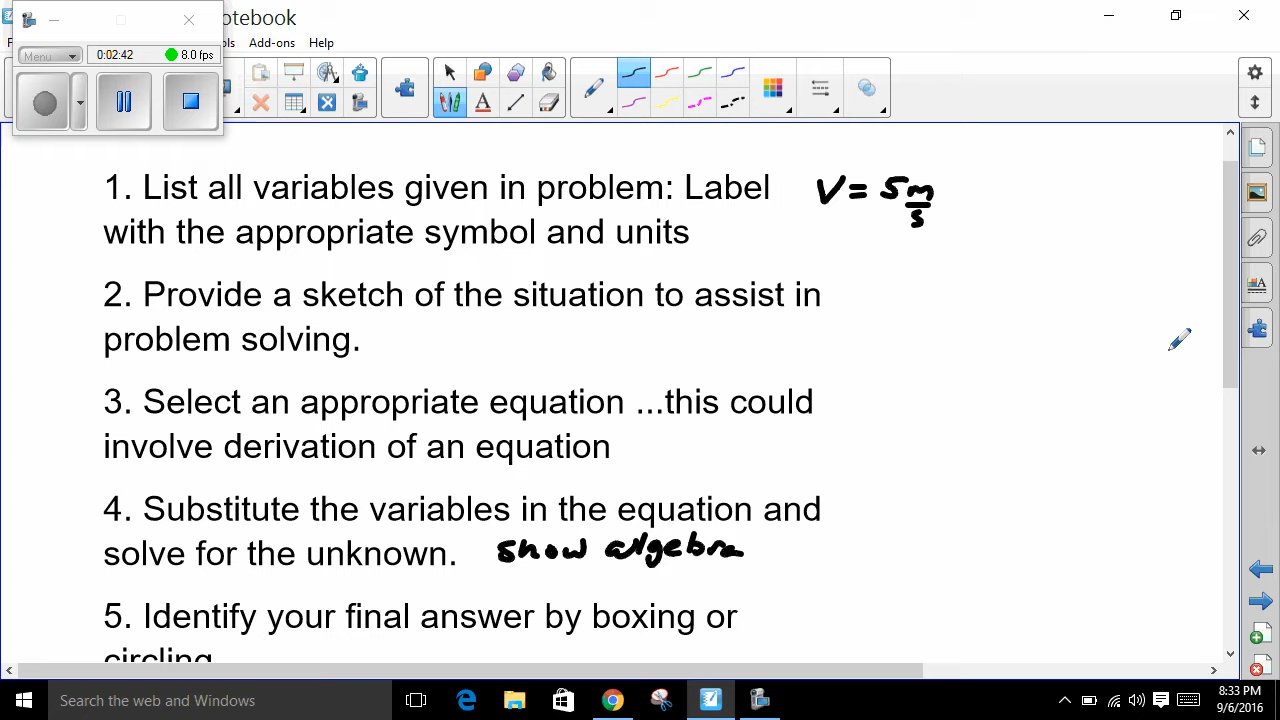 otebook
ols Add-ons Help
Menu 0:02:42 8.0 fps
1. List all variables given in problem: Label
with the appropriate symbol and units
V = 5 m/s
2. Provide a sketch of the situation to assist in
problem solving.
3. Select an appropriate equation ...this could
involve derivation of an equation
4. Substitute the variables in the equation and
solve for the unknown. show algebra
5. Identify your final answer by boxing or
circling
Search the web and Windows
8:33 PM
9/6/2016